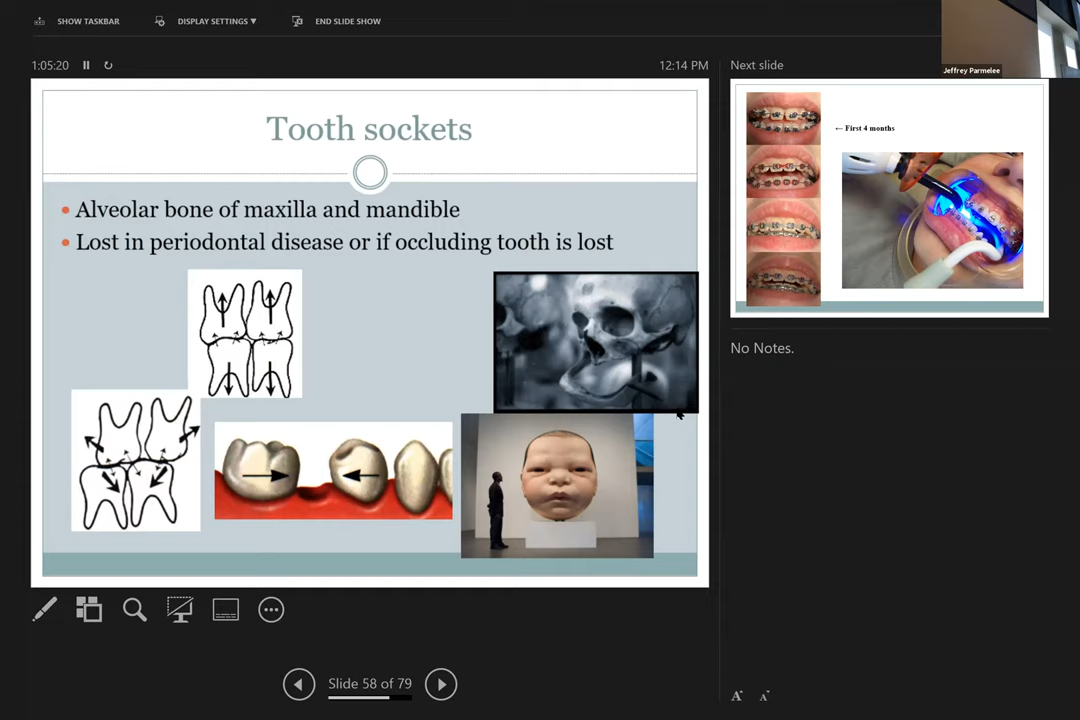 SHOW TASKBAR
DISPLAY SETTINGS ▼
END SLIDE SHOW
Jeffrey Parmelee
1:05:20
12:14 PM
Next slide
Tooth sockets
• Alveolar bone of maxilla and mandible
• Lost in periodontal disease or if occluding tooth is lost
← First 4 months
No Notes.
Slide 58 of 79
A A